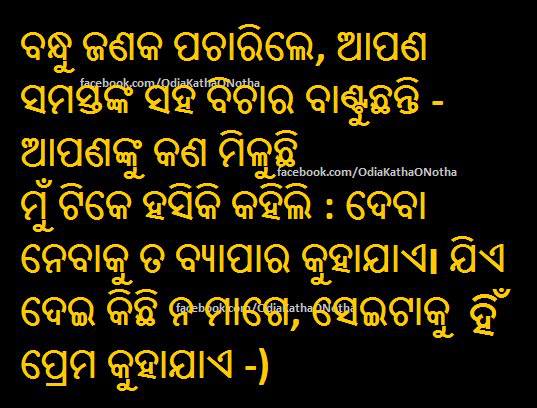 ବନ୍ଧୁ ଜଣକ ପଚାରିଲେ, ଆପଣ
facebook.com/OdiaKathaONotha
ସମସ୍ତଙ୍କ ସହ ବିଚାର ବାଣ୍ଟୁଛନ୍ତି -
ଆପଣଙ୍କୁ କଣ ମିଳୁଛି
facebook.com/OdiaKathaONotha
ମୁଁ ଟିକେ ହସିକି କହିଲି : ଦେବା
ନେବାକୁ ତ ବ୍ୟାପାର କୁହାଯାଏ। ଯିଏ
facebook.com/OdiaKathaONotha
ଦେଇ କିଛି ନ ମାଗେ, ସେଇଟାକୁ ହିଁ
ପ୍ରେମ କୁହାଯାଏ -)